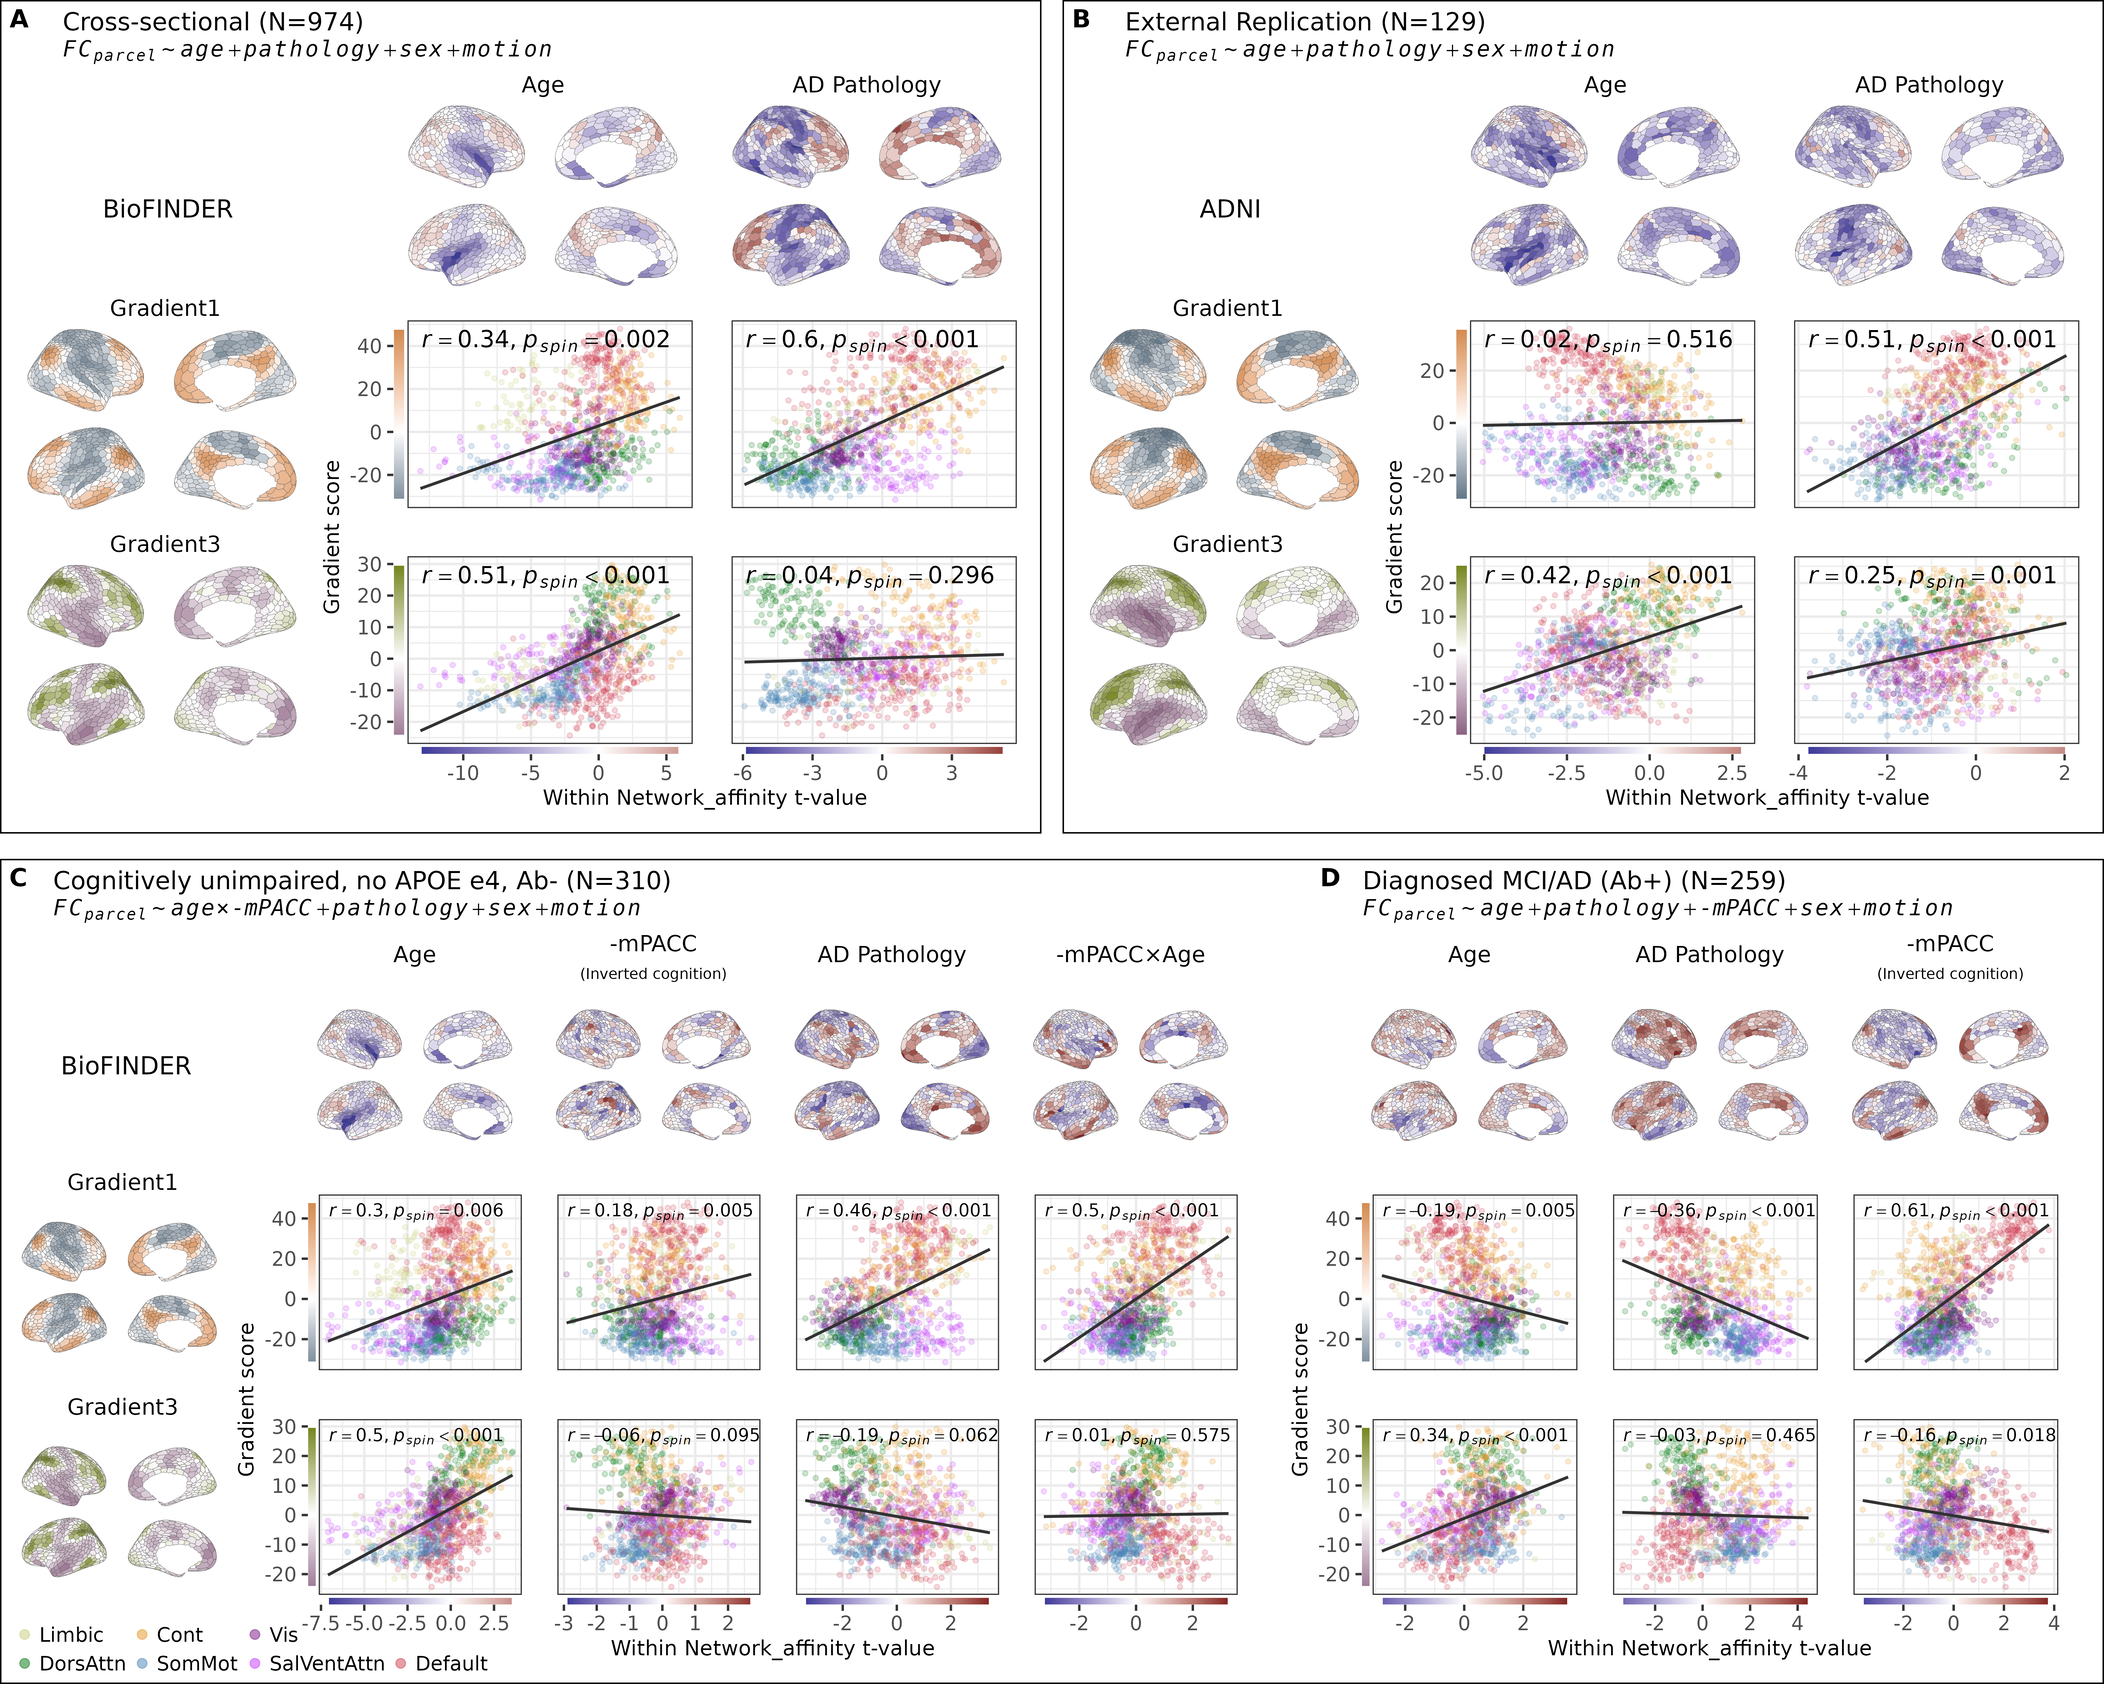 A Cross-sectional (N=974)
FCparcel ~ age+pathology+sex+motion
Age AD Pathology
BioFINDER
Gradient1
r = 0.34, pspin = 0.002
r = 0.6, pspin < 0.001
40
20
0
-20
Gradient3
r = 0.51, pspin < 0.001
r = 0.04, pspin = 0.296
30
20
10
0
-10
-20
Gradient score
-10 -5 0 5
-6 -3 0 3
Within Network_affinity t-value
B External Replication (N=129)
FCparcel ~ age+pathology+sex+motion
Age AD Pathology
ADNI
Gradient1
r = 0.02, pspin = 0.516
r = 0.51, pspin < 0.001
20
0
-20
Gradient3
r = 0.42, pspin < 0.001
r = 0.25, pspin = 0.001
20
10
0
-10
-20
Gradient score
-5.0 -2.5 0.0 2.5
-4 -2 0 2
Within Network_affinity t-value
C Cognitively unimpaired, no APOE e4, Ab- (N=310)
FCparcel ~ age×-mPACC+pathology+sex+motion
Age -mPACC AD Pathology -mPACC×Age
(Inverted cognition)
BioFINDER
Gradient1
r = 0.3, pspin = 0.006
r = 0.18, pspin = 0.005
r = 0.46, pspin < 0.001
r = 0.5, pspin < 0.001
40
20
0
-20
Gradient3
r = 0.5, pspin < 0.001
r = -0.06, pspin = 0.095
r = -0.19, pspin = 0.062
r = 0.01, pspin = 0.575
30
20
10
0
-10
-20
Gradient score
-7.5 -5.0 -2.5 0.0 2.5
-3 -2 -1 0 1 2
-2 0 2
-2 0 2
Within Network_affinity t-value
Limbic Cont Vis
DorsAttn SomMot SalVentAttn Default
D Diagnosed MCI/AD (Ab+) (N=259)
FCparcel ~ age+pathology+-mPACC+sex+motion
Age AD Pathology -mPACC
(Inverted cognition)
r = -0.19, pspin = 0.005
r = -0.36, pspin < 0.001
r = 0.61, pspin < 0.001
40
20
0
-20
r = 0.34, pspin < 0.001
r = -0.03, pspin = 0.465
r = -0.16, pspin = 0.018
30
20
10
0
-10
-20
Gradient score
-2 0 2
-2 0 2 4
-2 0 2 4
Within Network_affinity t-value